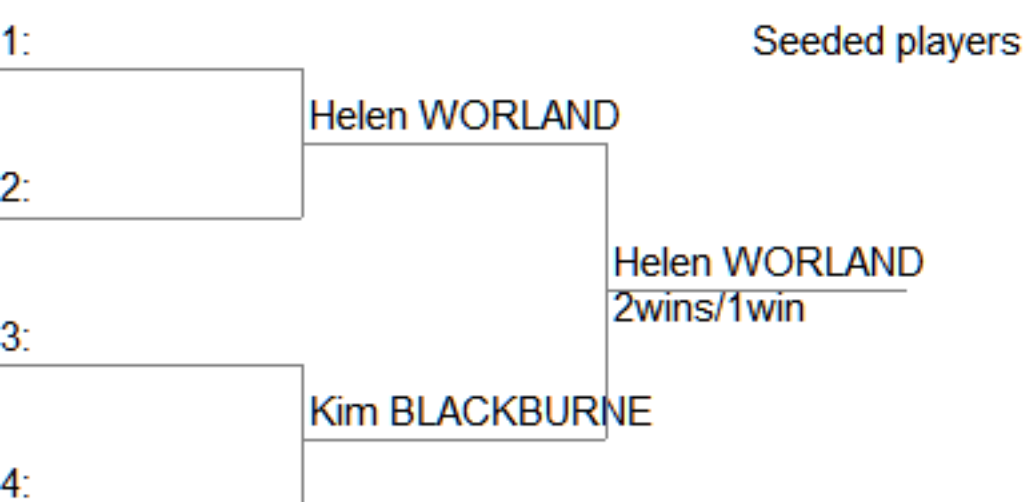 1:
Seeded players
Helen WORLAND
2:
Helen WORLAND
2wins/1win
3:
Kim BLACKBURNE
4: